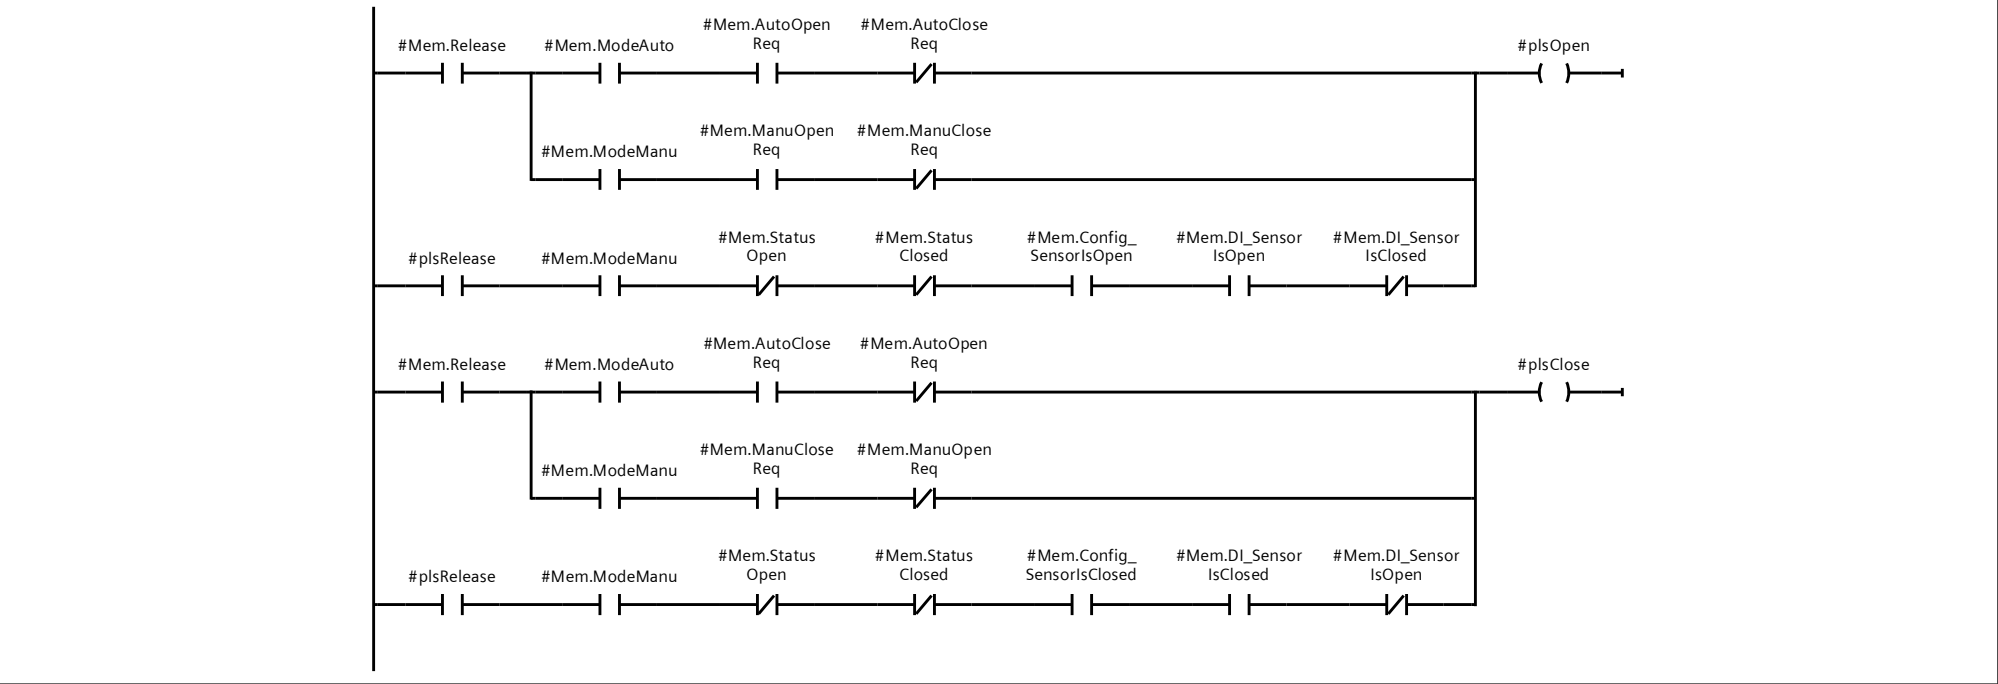 #Mem.AutoOpen #Mem.AutoClose
#Mem.Release #Mem.ModeAuto Req Req #plsOpen
#Mem.ManuOpen #Mem.ManuClose
#Mem.ModeManu Req Req
#Mem.Status #Mem.Status #Mem.Config_ #Mem.DI_Sensor #Mem.DI_Sensor
#plsRelease #Mem.ModeManu Open Closed SensorIsOpen IsOpen IsClosed
#Mem.AutoClose #Mem.AutoOpen
#Mem.Release #Mem.ModeAuto Req Req #plsClose
#Mem.ManuClose #Mem.ManuOpen
#Mem.ModeManu Req Req
#Mem.Status #Mem.Status #Mem.Config_ #Mem.DI_Sensor #Mem.DI_Sensor
#plsRelease #Mem.ModeManu Open Closed SensorIsClosed IsClosed IsOpen